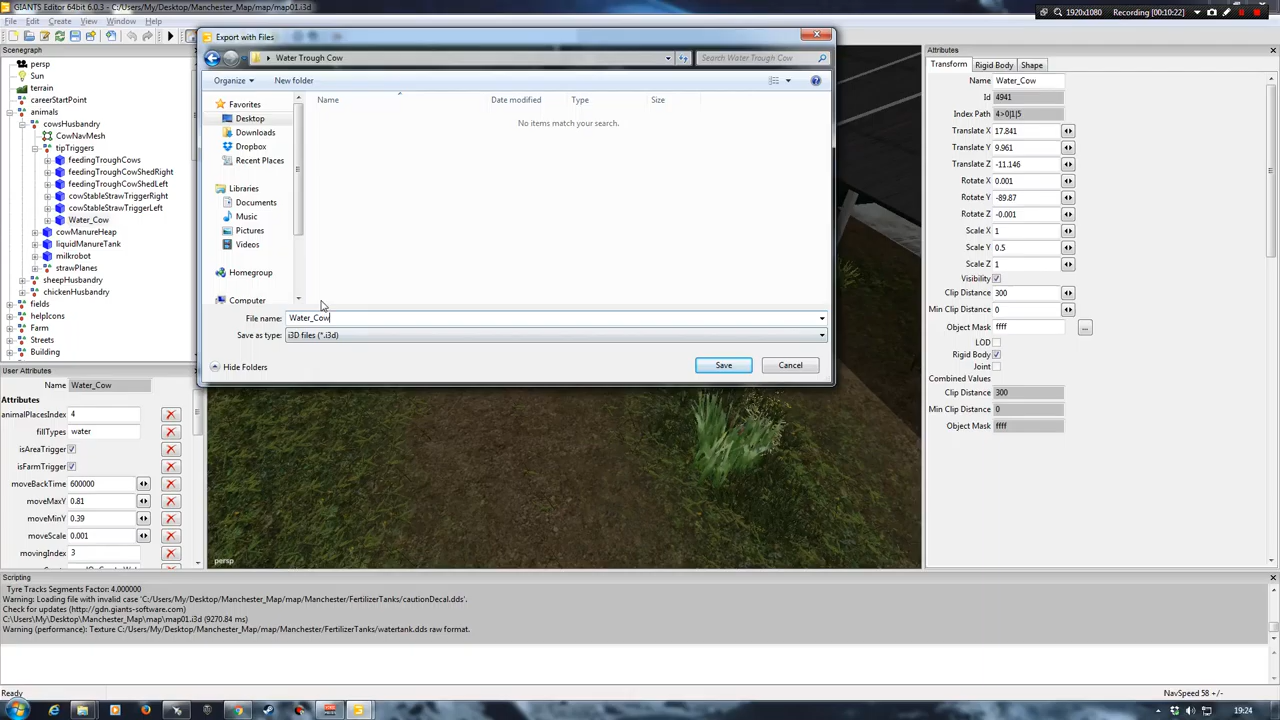 GIANTS Editor 64bit 6.0.3 - C:/Users/My/Desktop/Manchester_Map/map/map01.i3d
1920x1080 Recording [00:10:22]
File Edit Create View Window Help
Scenegraph
persp
Sun
terrain
careerStartPoint
animals
cowsHusbandry
CowNavMesh
tipTriggers
feedingTroughCows
feedingTroughCowShedRight
feedingTroughCowShedLeft
cowStableStrawTriggerRight
cowStableStrawTriggerLeft
Water_Cow
cowManureHeap
liquidManureTank
milkrobot
strawPlanes
sheepHusbandry
chickenHusbandry
fields
helpIcons
Farm
Streets
Building
User Attributes
Name Water_Cow
Attributes
animalPlacesIndex 4
fillTypes water
isAreaTrigger
isFarmTrigger
moveBackTime 600000
moveMaxY 0.81
moveMinY 0.39
moveScale 0.001
movingIndex 3
Export with Files
Water Trough Cow
Search Water Trough Cow
Organize New folder
Favorites
Desktop
Downloads
Dropbox
Recent Places
Libraries
Documents
Music
Pictures
Videos
Homegroup
Computer
Name Date modified Type Size
No items match your search.
File name: Water_Cow
Save as type: i3D files (*.i3d)
Hide Folders
Save Cancel
persp
Attributes
Transform Rigid Body Shape
Name Water_Cow
Id 4941
Index Path 4>0|1|5
Translate X 17.841
Translate Y 9.961
Translate Z -11.146
Rotate X 0.001
Rotate Y -89.87
Rotate Z -0.001
Scale X 1
Scale Y 0.5
Scale Z 1
Visibility
Clip Distance 300
Min Clip Distance 0
Object Mask ffff ...
LOD
Rigid Body
Joint
Combined Values
Clip Distance 300
Min Clip Distance 0
Object Mask ffff
Scripting
Tyre Tracks Segments Factor: 4.000000
Warning: Loading file with invalid case 'C:/Users/My/Desktop/Manchester_Map/map/Manchester/FertilizerTanks/cautionDecal.dds'.
Check for updates (http://gdn.giants-software.com)
C:\Users\My\Desktop\Manchester_Map\map\map01.i3d (9270.84 ms)
Warning (performance): Texture C:/Users/My/Desktop/Manchester_Map/map/Manchester/FertilizerTanks/watertank.dds raw format.
Ready
NavSpeed 58 +/-
19:24